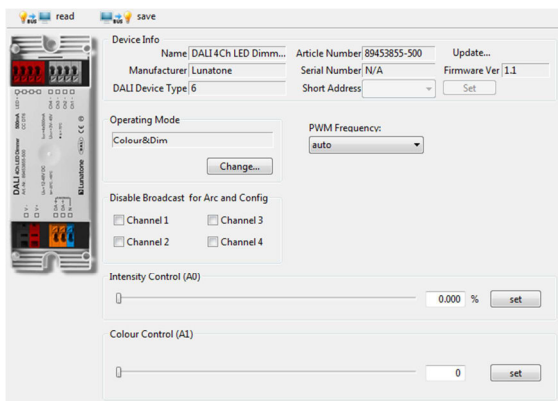 read save
Device Info
Name DALI 4Ch LED Dimm... Article Number 89453855-500 Update...
Manufacturer Lunatone Serial Number N/A Firmware Ver 1.1
DALI Device Type 6 Short Address Set
Operating Mode
Colour&Dim
Change...
PWM Frequency:
auto
Disable Broadcast for Arc and Config
Channel 1 Channel 3
Channel 2 Channel 4
Intensity Control (A0)
0.000 % set
Colour Control (A1)
0 set
DALI 4Ch LED Dimmer
Lunatone